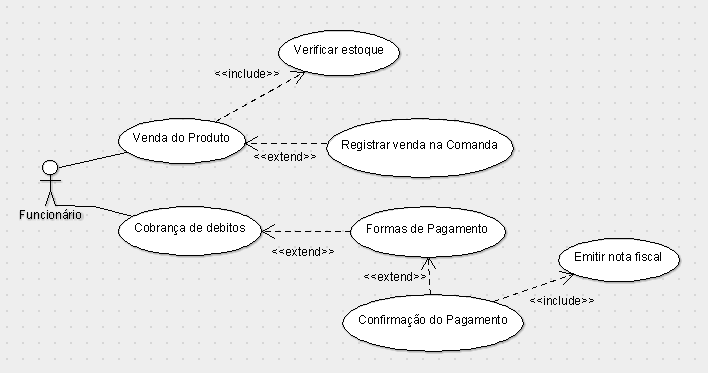 Verificar estoque
<<include>>
Venda do Produto
Registrar venda na Comanda
<<extend>>
Funcionário
Cobrança de debitos
Formas de Pagamento
<<extend>>
Emitir nota fiscal
<<extend>>
<<include>>
Confirmação do Pagamento